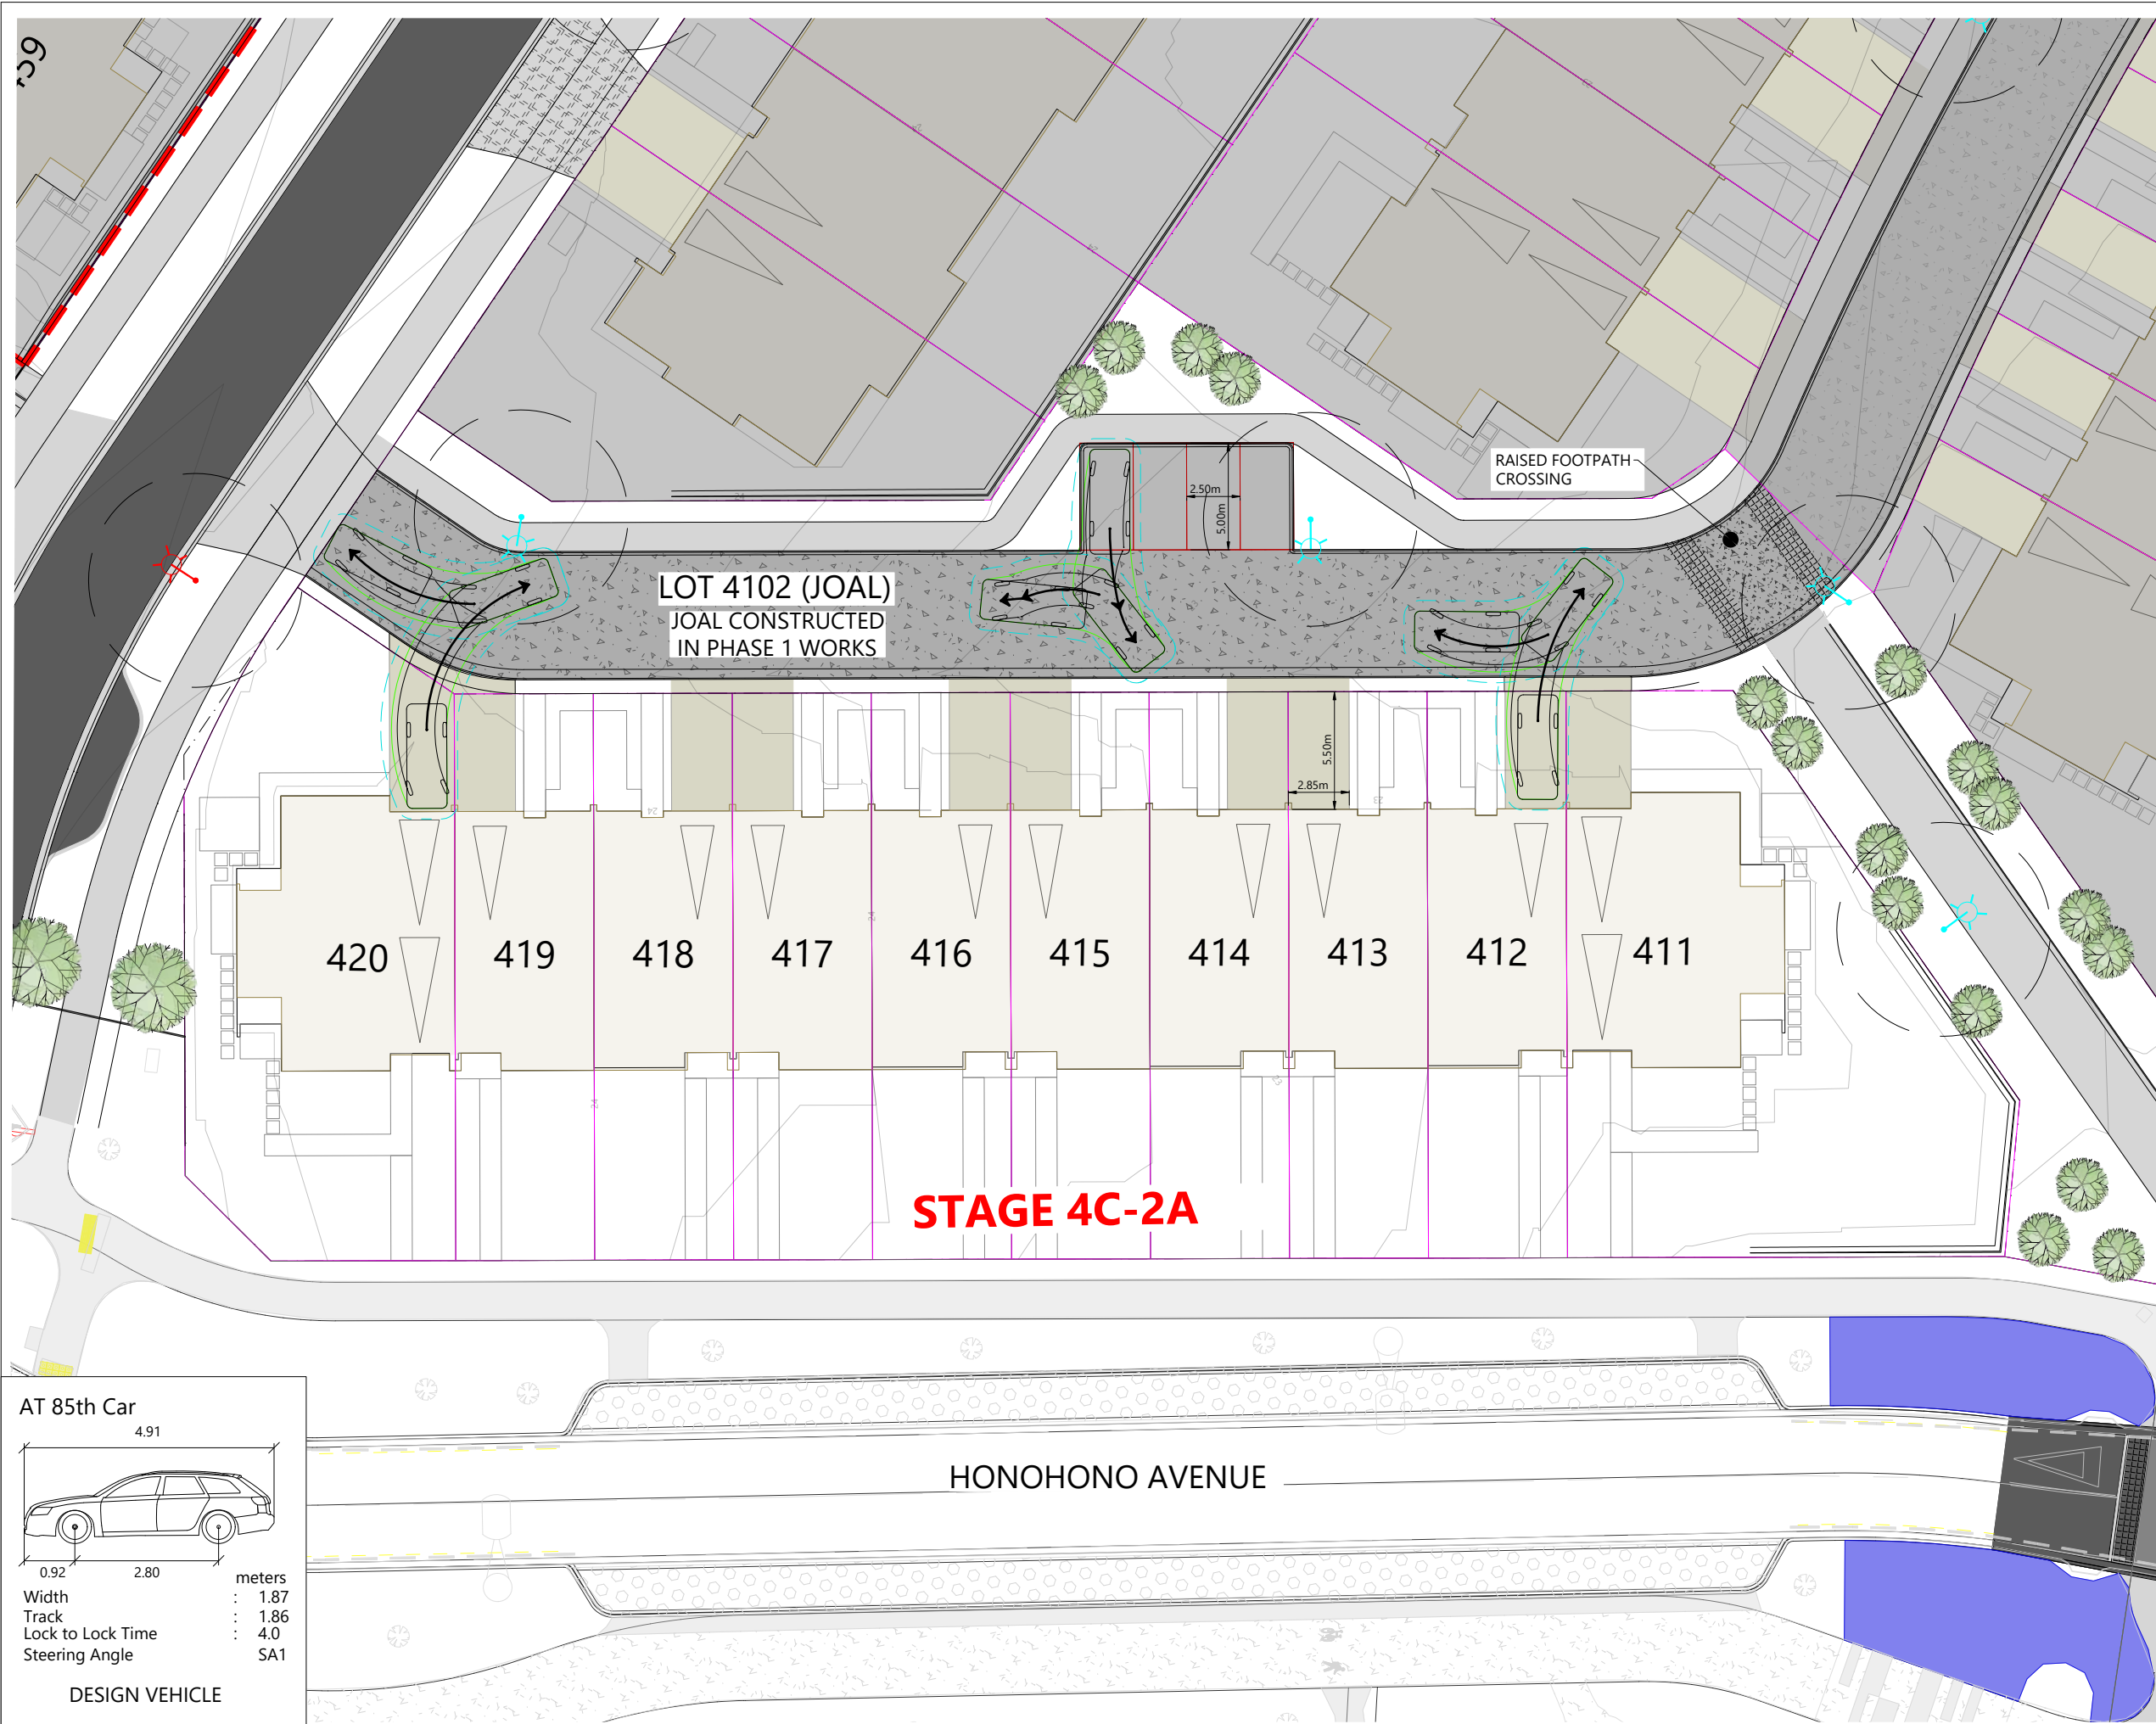 459
RAISED FOOTPATH
CROSSING
2.50m
5.00m
LOT 4102 (JOAL)
JOAL CONSTRUCTED
IN PHASE 1 WORKS
5.50m
2.85m
24
23
420
419
418
417
416
415
414
413
412
411
STAGE 4C-2A
HONOHONO AVENUE
AT 85th Car
4.91
0.92
2.80
meters
Width : 1.87
Track : 1.86
Lock to Lock Time : 4.0
Steering Angle SA1
DESIGN VEHICLE